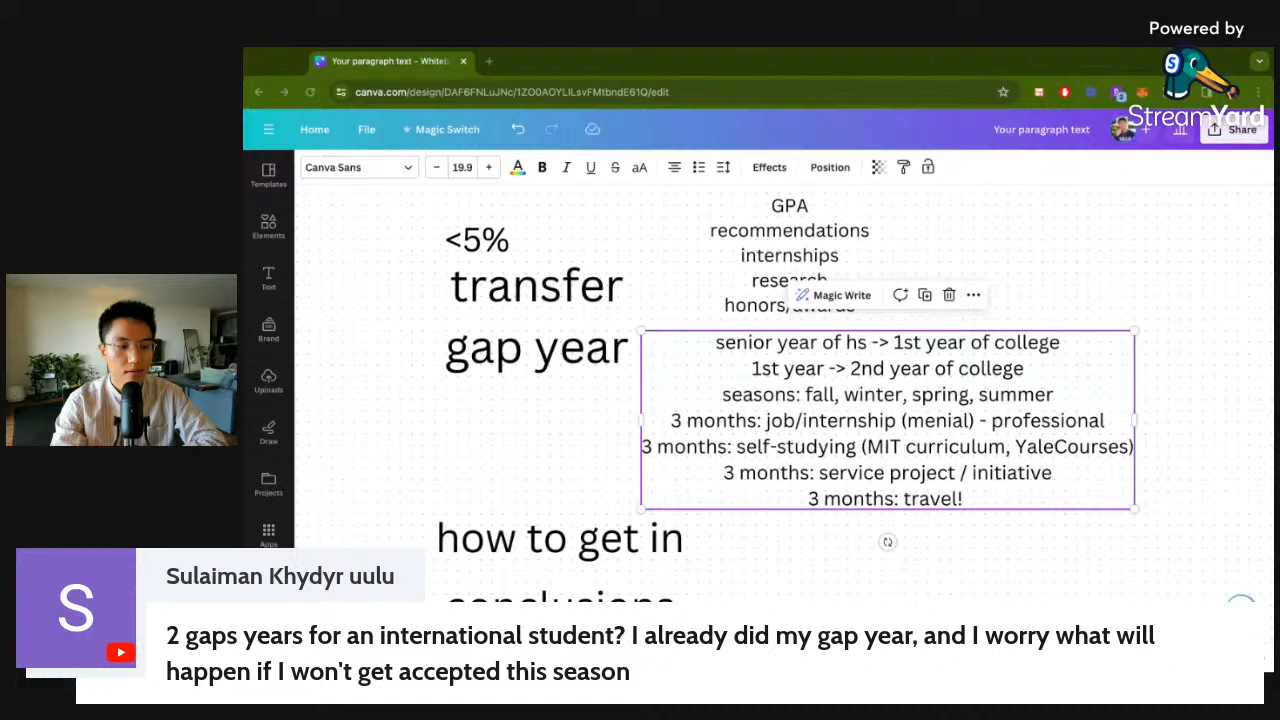 Powered by
StreamYard
Your paragraph text - Whiteb
canva.com/design/DAF6FNLuJNc/1ZO0AOYLILsvFMtbndE61Q/edit
Home File Magic Switch
Your paragraph text
Share
Canva Sans
– 19.9 +
A B I U S aA
Effects Position
Templates
Elements
Text
Brand
Uploads
Draw
Projects
Apps
GPA
recommendations
internships
research
honors/awards
Magic Write
<5%
transfer
gap year
senior year of hs -> 1st year of college
1st year -> 2nd year of college
seasons: fall, winter, spring, summer
3 months: job/internship (menial) - professional
3 months: self-studying (MIT curriculum, YaleCourses)
3 months: service project / initiative
3 months: travel!
how to get in
conclusions
S
Sulaiman Khydyr uulu
2 gaps years for an international student? I already did my gap year, and I worry what will
happen if I won't get accepted this season